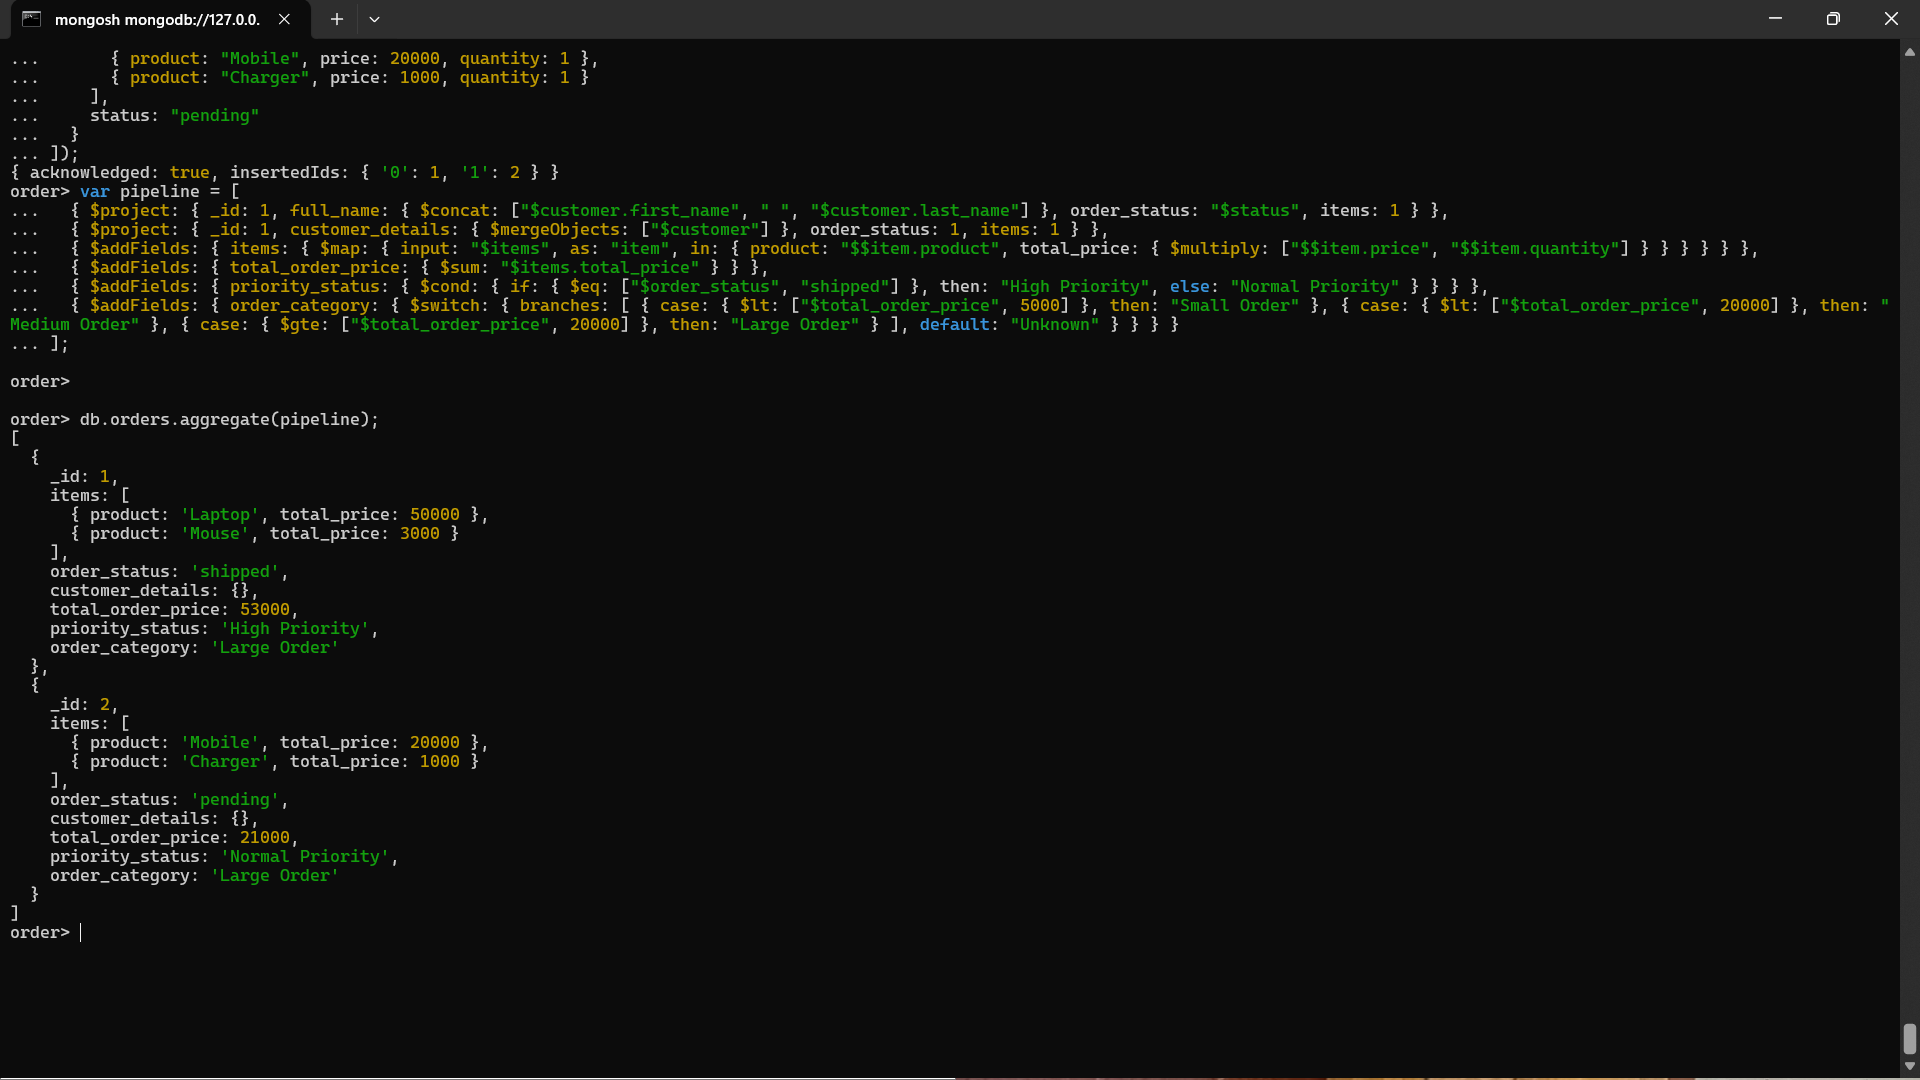 mongosh mongodb://127.0.0.
...       { product: "Mobile", price: 20000, quantity: 1 },
...       { product: "Charger", price: 1000, quantity: 1 }
...     ],
...     status: "pending"
...   }
... ]);
{ acknowledged: true, insertedIds: { '0': 1, '1': 2 } }
order> var pipeline = [
...   { $project: { _id: 1, full_name: { $concat: ["$customer.first_name", " ", "$customer.last_name"] }, order_status: "$status", items: 1 } },
...   { $project: { _id: 1, customer_details: { $mergeObjects: ["$customer"] }, order_status: 1, items: 1 } },
...   { $addFields: { items: { $map: { input: "$items", as: "item", in: { product: "$$item.product", total_price: { $multiply: ["$$item.price", "$$item.quantity"] } } } } } },
...   { $addFields: { total_order_price: { $sum: "$items.total_price" } } },
...   { $addFields: { priority_status: { $cond: { if: { $eq: ["$order_status", "shipped"] }, then: "High Priority", else: "Normal Priority" } } } },
...   { $addFields: { order_category: { $switch: { branches: [ { case: { $lt: ["$total_order_price", 5000] }, then: "Small Order" }, { case: { $lt: ["$total_order_price", 20000] }, then: "
Medium Order" }, { case: { $gte: ["$total_order_price", 20000] }, then: "Large Order" } ], default: "Unknown" } } } }
... ];
order>
order> db.orders.aggregate(pipeline);
[
  {
    _id: 1,
    items: [
      { product: 'Laptop', total_price: 50000 },
      { product: 'Mouse', total_price: 3000 }
    ],
    order_status: 'shipped',
    customer_details: {},
    total_order_price: 53000,
    priority_status: 'High Priority',
    order_category: 'Large Order'
  },
  {
    _id: 2,
    items: [
      { product: 'Mobile', total_price: 20000 },
      { product: 'Charger', total_price: 1000 }
    ],
    order_status: 'pending',
    customer_details: {},
    total_order_price: 21000,
    priority_status: 'Normal Priority',
    order_category: 'Large Order'
  }
]
order>